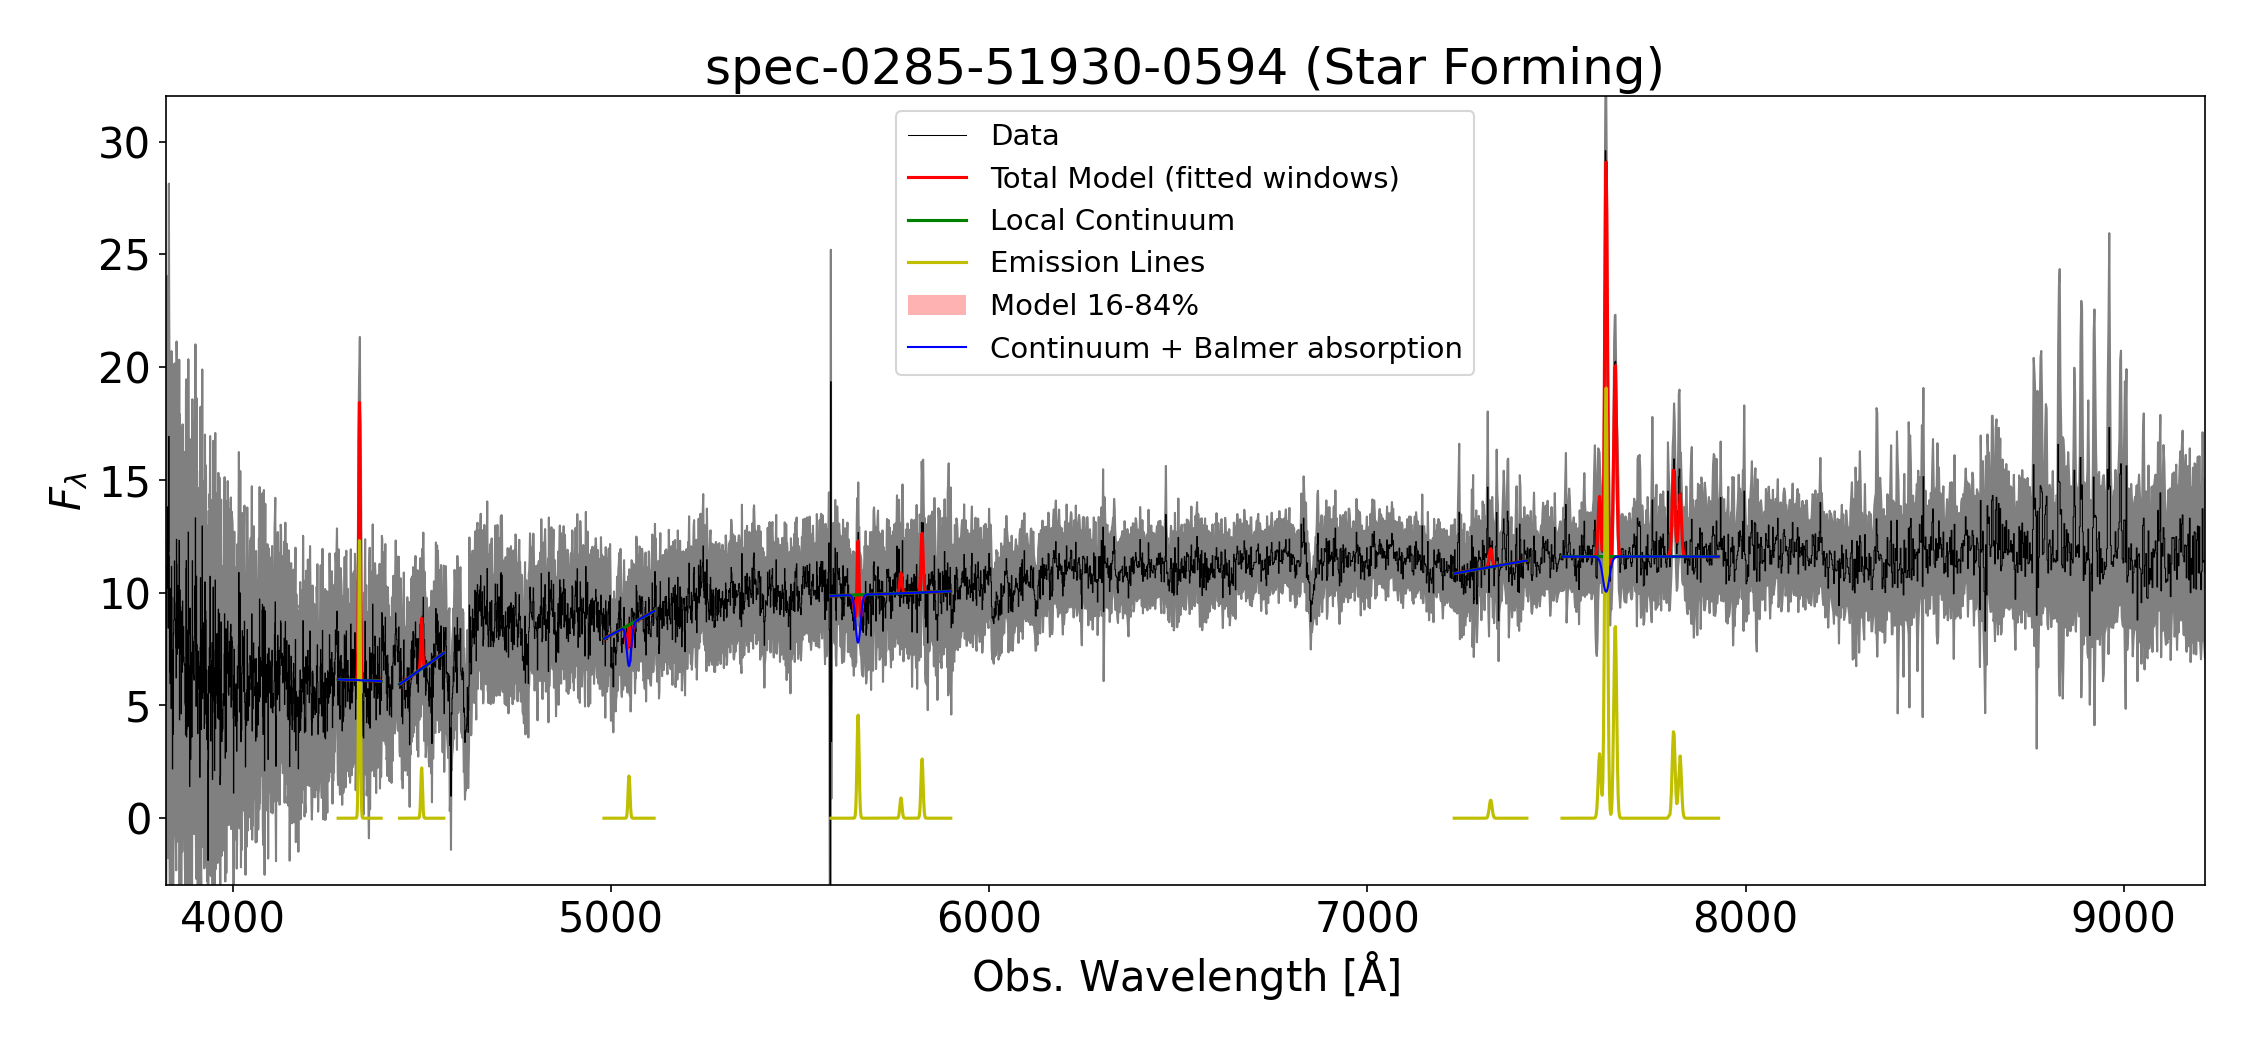 spec-0285-51930-0594 (Star Forming)
Data
Total Model (fitted windows)
Local Continuum
Emission Lines
Model 16-84%
Continuum + Balmer absorption
30
25
20
15
10
5
0
Fλ
4000 5000 6000 7000 8000 9000
Obs. Wavelength [Å]